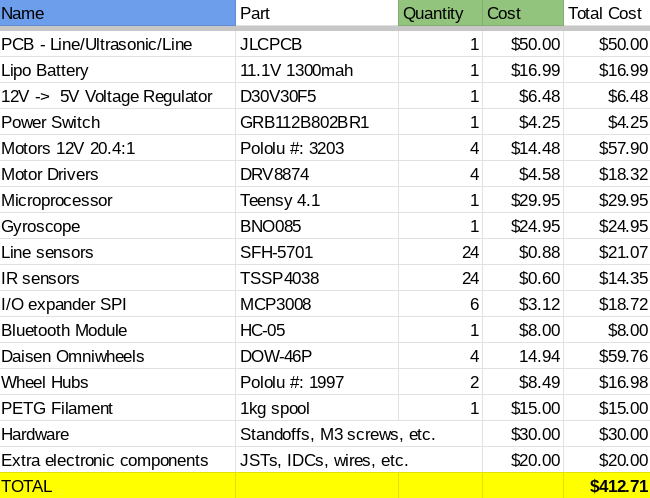 Name Part Quantity Cost Total Cost
PCB - Line/Ultrasonic/Line JLCPCB 1 $50.00 $50.00
Lipo Battery 11.1V 1300mah 1 $16.99 $16.99
12V -> 5V Voltage Regulator D30V30F5 1 $6.48 $6.48
Power Switch GRB112B802BR1 1 $4.25 $4.25
Motors 12V 20.4:1 Pololu #: 3203 4 $14.48 $57.90
Motor Drivers DRV8874 4 $4.58 $18.32
Microprocessor Teensy 4.1 1 $29.95 $29.95
Gyroscope BNO085 1 $24.95 $24.95
Line sensors SFH-5701 24 $0.88 $21.07
IR sensors TSSP4038 24 $0.60 $14.35
I/O expander SPI MCP3008 6 $3.12 $18.72
Bluetooth Module HC-05 1 $8.00 $8.00
Daisen Omniwheels DOW-46P 4 14.94 $59.76
Wheel Hubs Pololu #: 1997 2 $8.49 $16.98
PETG Filament 1kg spool 1 $15.00 $15.00
Hardware Standoffs, M3 screws, etc. $30.00 $30.00
Extra electronic components JSTs, IDCs, wires, etc. $20.00 $20.00
TOTAL $412.71